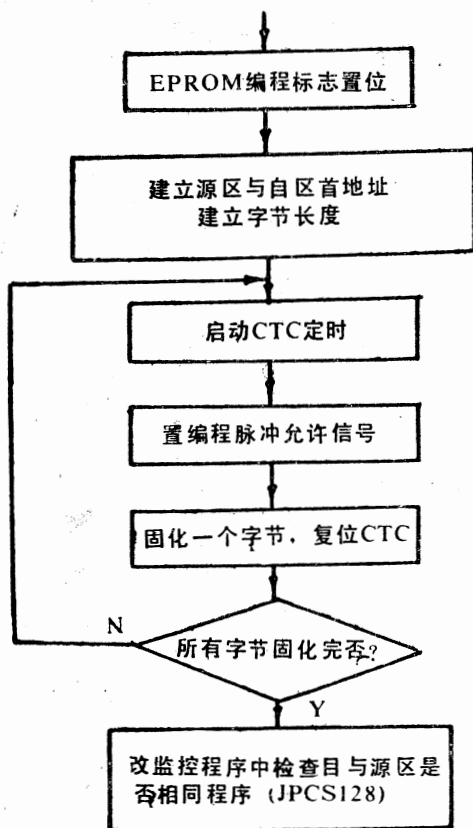 EPROM编程标志置位
建立源区与自区首地址
建立字节长度
启动CTC定时
置编程脉冲允许信号
固化一个字节，复位CTC
N
所有字节固化完否?
Y
改监控程序中检查目与源区是
否相同程序 (JPCS128)